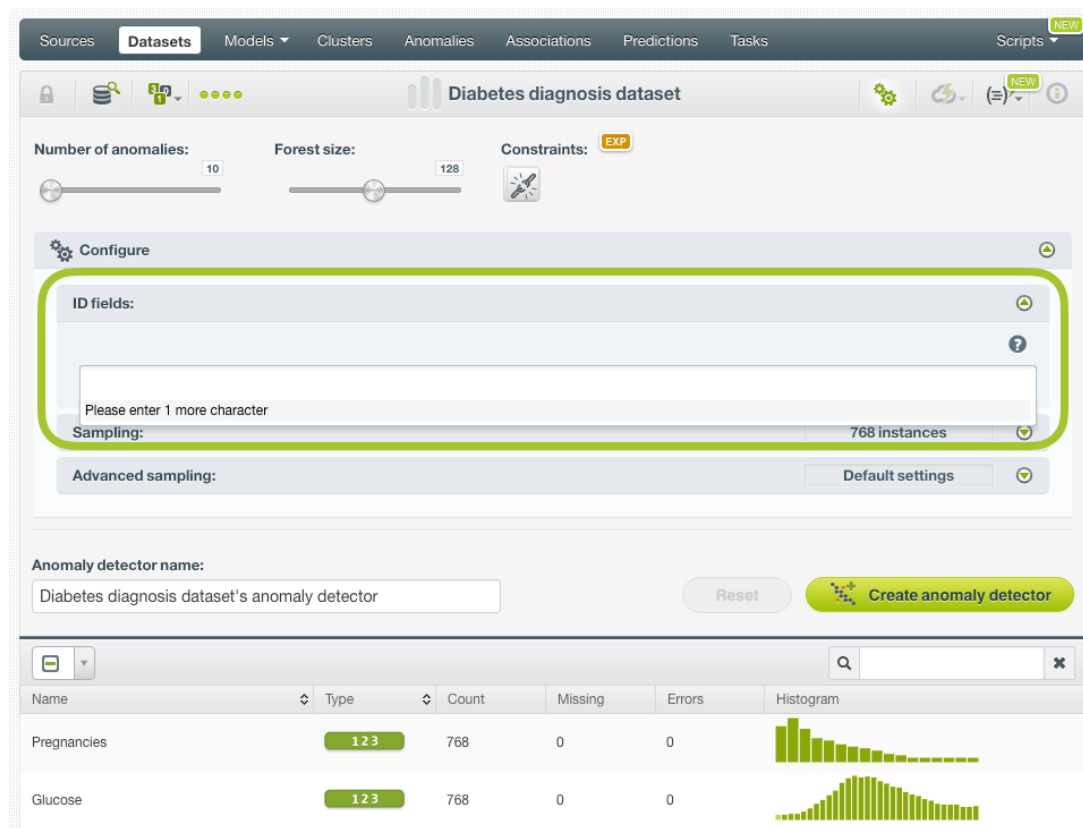 Sources Datasets Models Clusters Anomalies Associations Predictions Tasks Scripts NEW
Diabetes diagnosis dataset NEW
Number of anomalies: Forest size: Constraints: EXP
10 128
Configure
ID fields:
Please enter 1 more character
Sampling: 768 instances
Advanced sampling: Default settings
Anomaly detector name:
Diabetes diagnosis dataset's anomaly detector Reset Create anomaly detector
Name Type Count Missing Errors Histogram
Pregnancies 123 768 0 0
Glucose 123 768 0 0